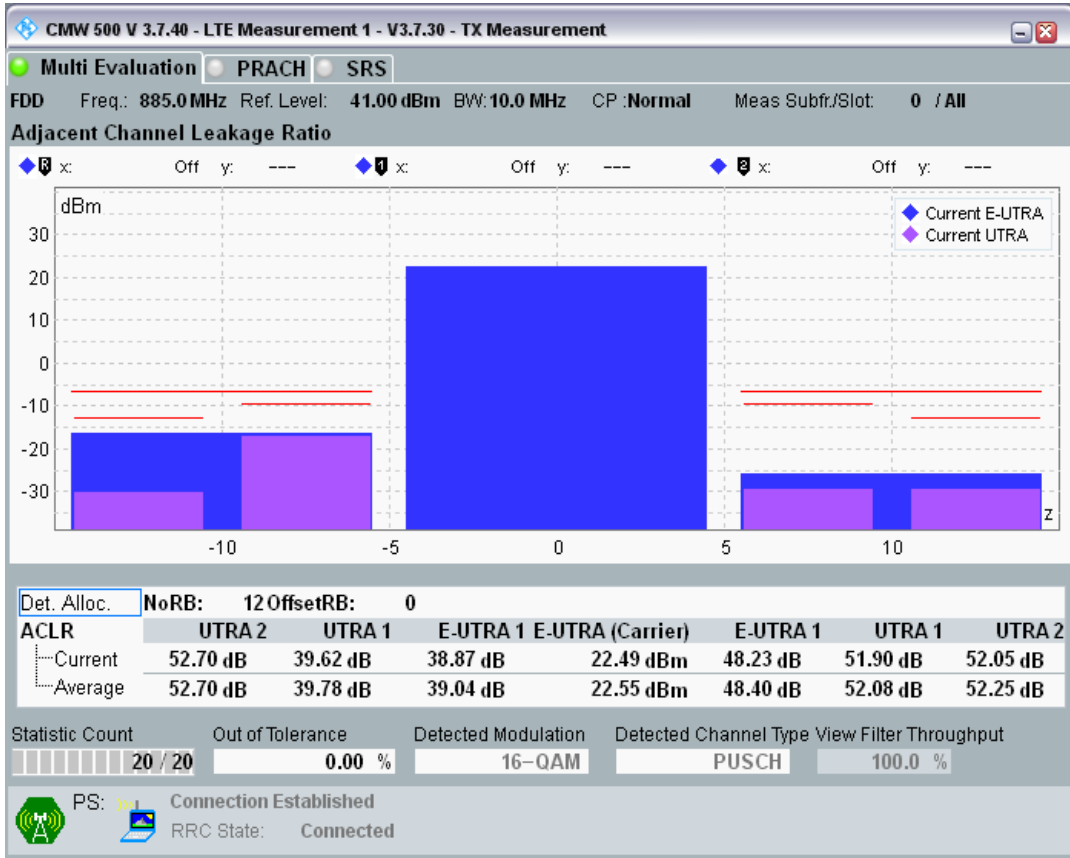 CMW 500 V 3.7.40 - LTE Measurement 1 - V3.7.30 - TX Measurement
Multi Evaluation PRACH SRS
FDD Freq.: 885.0 MHz Ref. Level: 41.00 dBm BW: 10.0 MHz CP :Normal Meas Subfr./Slot: 0 / All
Adjacent Channel Leakage Ratio
R x: Off y: --- 1 x: Off y: --- 2 x: Off y: ---
dBm
Current E-UTRA
Current UTRA
30
20
10
0
-10
-20
-30
z
-10 -5 0 5 10
Det. Alloc. NoRB: 12 OffsetRB: 0
ACLR UTRA 2 UTRA 1 E-UTRA 1 E-UTRA (Carrier) E-UTRA 1 UTRA 1 UTRA 2
Current 52.70 dB 39.62 dB 38.87 dB 22.49 dBm 48.23 dB 51.90 dB 52.05 dB
Average 52.70 dB 39.78 dB 39.04 dB 22.55 dBm 48.40 dB 52.08 dB 52.25 dB
Statistic Count Out of Tolerance Detected Modulation Detected Channel Type View Filter Throughput
20 / 20 0.00 % 16-QAM PUSCH 100.0 %
PS: Connection Established
RRC State: Connected